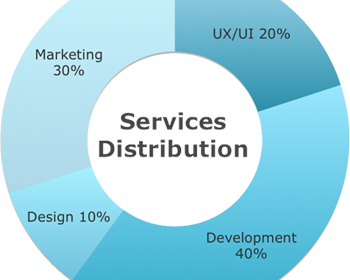 UX/UI 20%
Marketing
30%
Services
Distribution
Design 10%
Development
40%